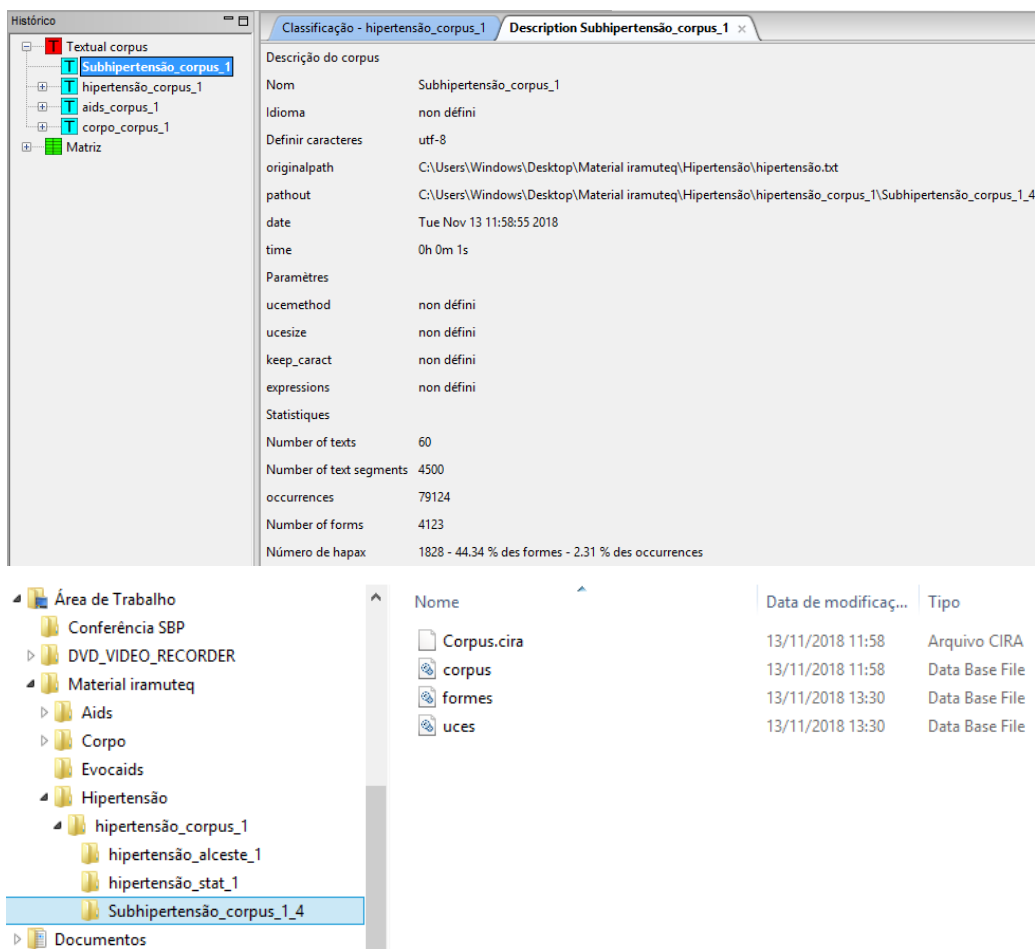 Histórico
Textual corpus
Subhipertensão_corpus_1
hipertensão_corpus_1
aids_corpus_1
corpo_corpus_1
Matriz
Classificação - hipertensão_corpus_1
Description Subhipertensão_corpus_1
Descrição do corpus
Nom Subhipertensão_corpus_1
Idioma non défini
Definir caracteres utf-8
originalpath C:\Users\Windows\Desktop\Material iramuteq\Hipertensão\hipertensão.txt
pathout C:\Users\Windows\Desktop\Material iramuteq\Hipertensão\hipertensão_corpus_1\Subhipertensão_corpus_1_4
date Tue Nov 13 11:58:55 2018
time 0h 0m 1s
Paramètres
ucemethod non défini
ucesize non défini
keep_caract non défini
expressions non défini
Statistiques
Number of texts 60
Number of text segments 4500
occurrences 79124
Number of forms 4123
Número de hapax 1828 - 44.34 % des formes - 2.31 % des occurrences
Área de Trabalho
Conferência SBP
DVD_VIDEO_RECORDER
Material iramuteq
Aids
Corpo
Evocaids
Hipertensão
hipertensão_corpus_1
hipertensão_alceste_1
hipertensão_stat_1
Subhipertensão_corpus_1_4
Documentos
Nome Data de modificaç... Tipo
Corpus.cira 13/11/2018 11:58 Arquivo CIRA
corpus 13/11/2018 11:58 Data Base File
formes 13/11/2018 13:30 Data Base File
uces 13/11/2018 13:30 Data Base File